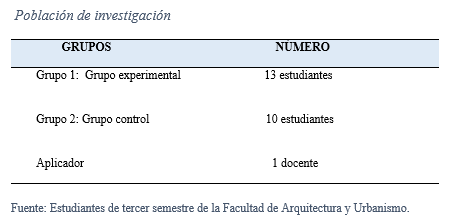 Población de investigación
GRUPOS NÚMERO
Grupo 1: Grupo experimental 13 estudiantes
Grupo 2: Grupo control 10 estudiantes
Aplicador 1 docente
Fuente: Estudiantes de tercer semestre de la Facultad de Arquitectura y Urbanismo.